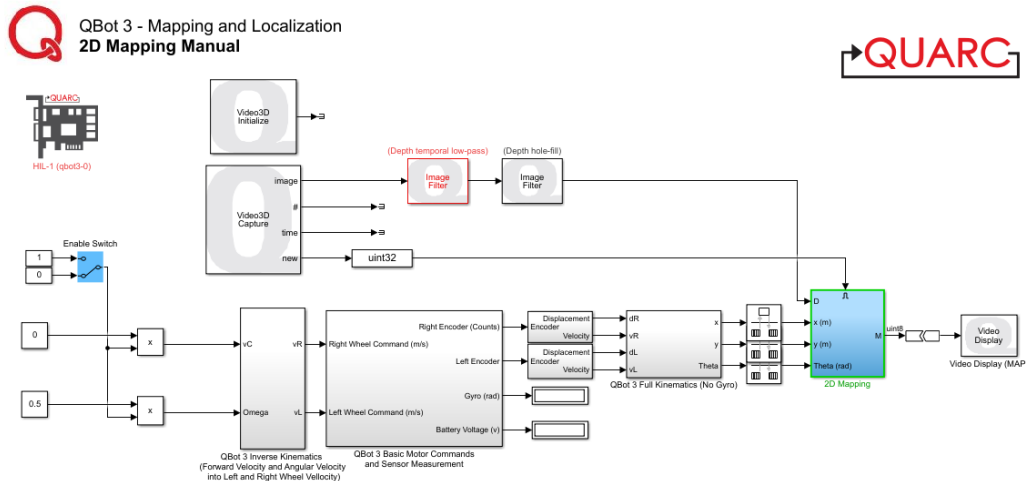 QBot 3 - Mapping and Localization
2D Mapping Manual
QUARC
QUARC
HIL-1 (qbot3-0)
Video3D
Initialize
(Depth temporal low-pass)
(Depth hole-fill)
Image
Filter
Image
Filter
Video3D
Capture
image
#
time
new
uint32
Enable Switch
1
0
0
x
0.5
x
vC
Omega
vR
vL
QBot 3 Inverse Kinematics
(Forward Velocity and Angular Velocity
into Left and Right Wheel Vellocity)
Right Wheel Command (m/s)
Left Wheel Command (m/s)
Right Encoder (Counts)
Left Encoder
Gyro (rad)
Battery Voltage (v)
QBot 3 Basic Motor Commands
and Sensor Measurement
Displacement
Encoder
Velocity
Displacement
Encoder
Velocity
dR
vR
dL
vL
x
y
Theta
QBot 3 Full Kinematics (No Gyro)
D
x (m)
y (m)
Theta (rad)
M
2D Mapping
uint8
Video
Display
Video Display (MAP